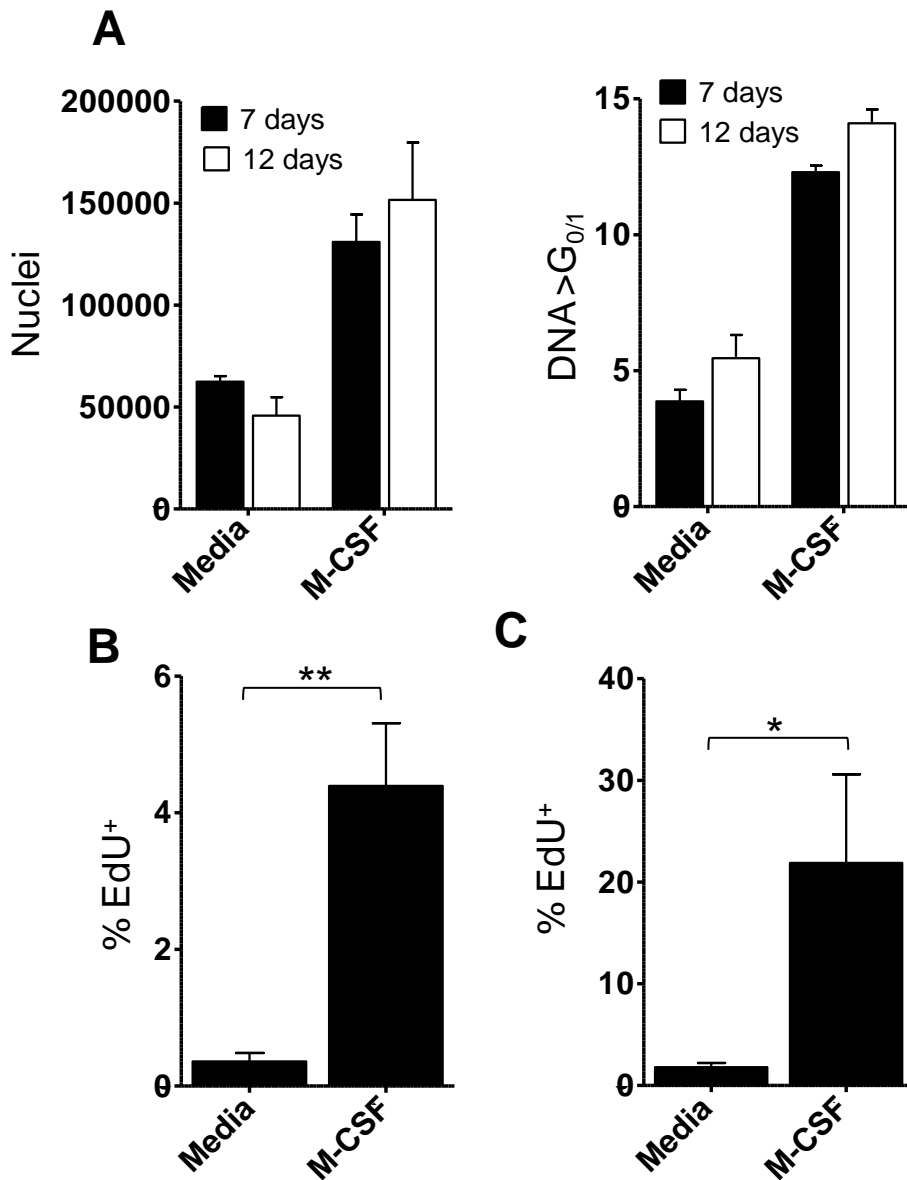 A
Nuclei
200000
150000
100000
50000
0
7 days
12 days
Media
M-CSF
DNA >G0/1
15
10
5
0
7 days
12 days
Media
M-CSF
B
% EdU+
6
4
2
0
**
Media
M-CSF
C
% EdU+
40
30
20
10
0
*
Media
M-CSF